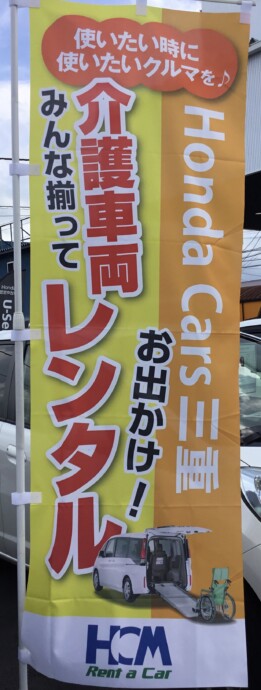 使いたい時に
使いたいクルマを♪
Honda Cars 三重
介護車両
レンタル
みんな揃って
お出かけ!
HCM
Rent a Car
Honda
U-Se